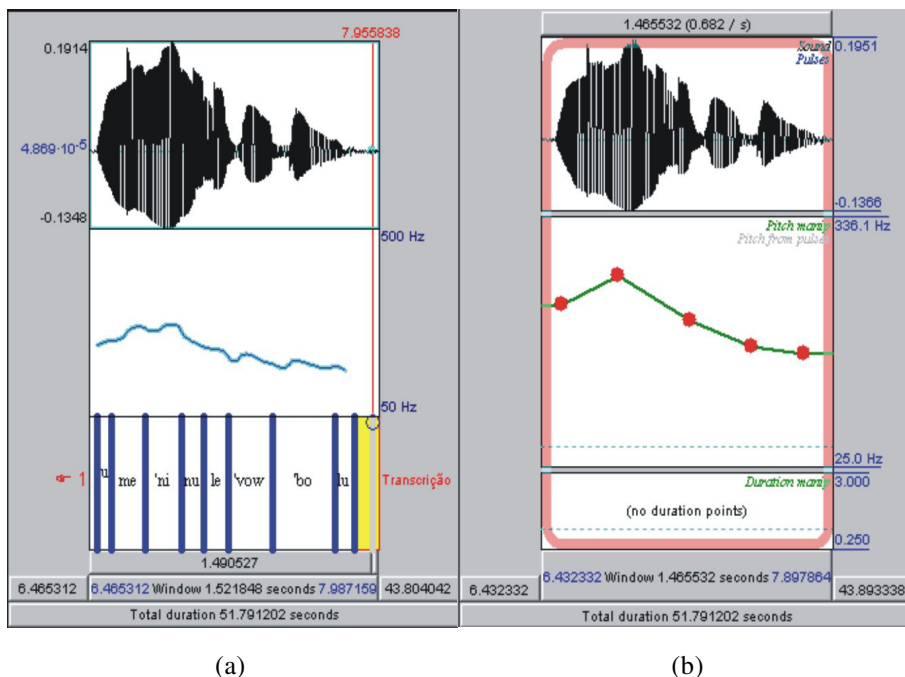 7.955838
0.1914
4.869·10-5
-0.1348
500 Hz
50 Hz
1
u
me
'ni
nu
le
'vow
'bo
lu
Transcrição
1.490527
6.465312
6.465312 Window 1.521848 seconds 7.987159
43.804042
Total duration 51.791202 seconds
(a)
1.465532 (0.682 / s)
Sound
Pulses
0.1951
-0.1366
Pitch manip
Pitch from pulses
336.1 Hz
25.0 Hz
Duration manip
3.000
(no duration points)
0.250
6.432332
6.432332 Window 1.465532 seconds 7.897864
43.893338
Total duration 51.791202 seconds
(b)